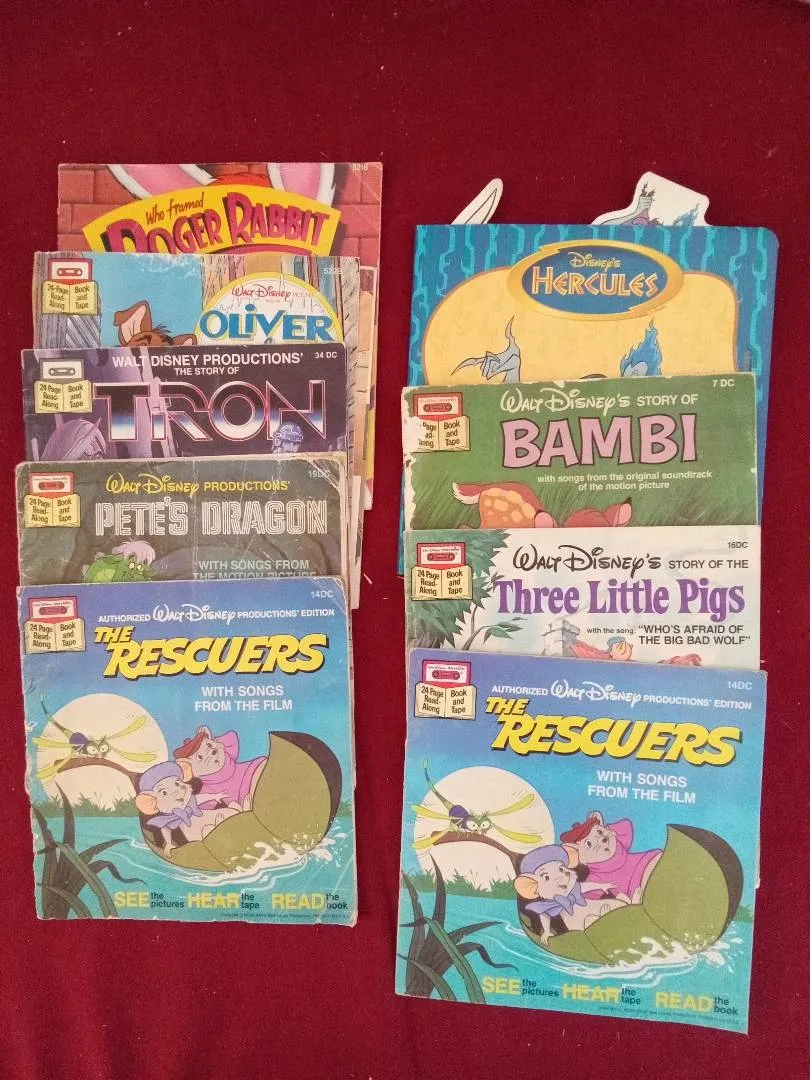 521B
Who Framed
ROGER RABBIT
24-Page Read-Along
Book and Tape
522B
WALT DISNEY PICTURES
OLIVER
24 Page Read-Along
Book and Tape
WALT DISNEY PRODUCTIONS'
34 DC
THE STORY OF
TRON
24 Page Read-Along
Book and Tape
WALT DISNEY PRODUCTIONS'
19DC
PETE'S DRAGON
WITH SONGS FROM
THE MOTION PICTURE
24 Page Read-Along
Book and Tape
14DC
AUTHORIZED WALT DISNEY PRODUCTIONS' EDITION
THE
RESCUERS
WITH SONGS
FROM THE FILM
SEE the pictures HEAR the tape READ the book
DISNEY'S
HERCULES
Page
Along
Book and Tape
7 DC
WALT DISNEY'S STORY OF
BAMBI
with songs from the original soundtrack
of the motion picture
24 Page Read-Along
Book and Tape
16DC
WALT DISNEY'S STORY OF THE
Three Little Pigs
with the song: "WHO'S AFRAID OF
THE BIG BAD WOLF"
24 Page Read-Along
Book and Tape
14DC
AUTHORIZED WALT DISNEY PRODUCTIONS' EDITION
THE
RESCUERS
WITH SONGS
FROM THE FILM
SEE the pictures HEAR the tape READ the book